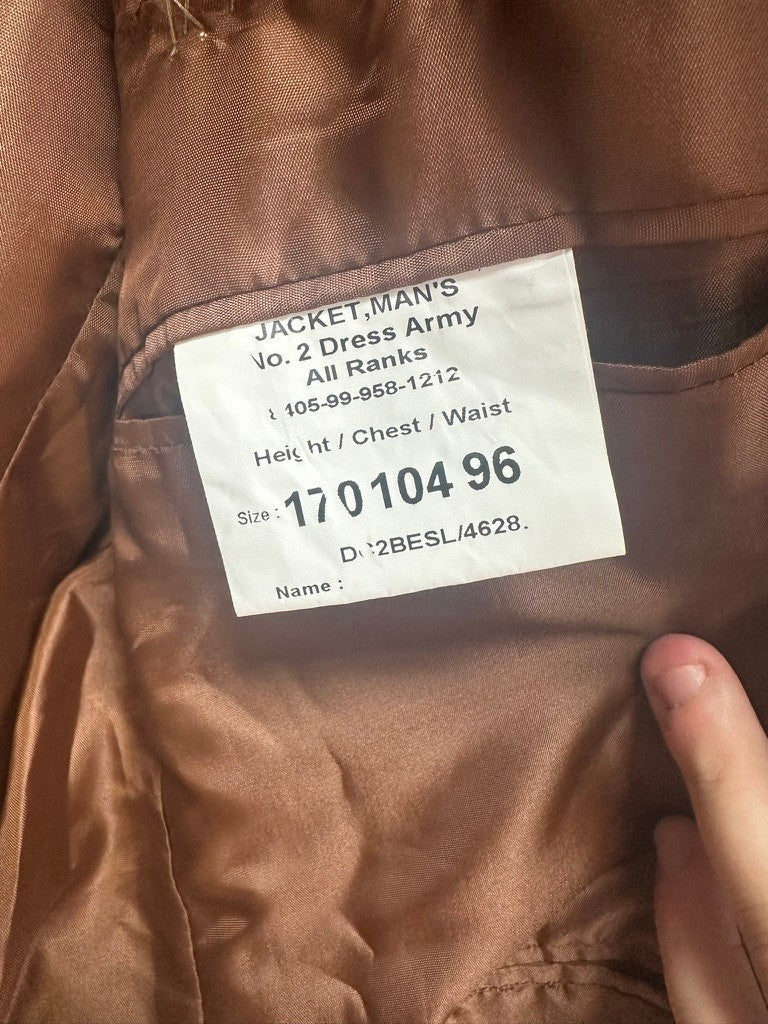 JACKET,MAN'S
No. 2 Dress Army
All Ranks
8405-99-958-1212
Height / Chest / Waist
Size : 170 104 96
DC2BESL/4628.
Name :